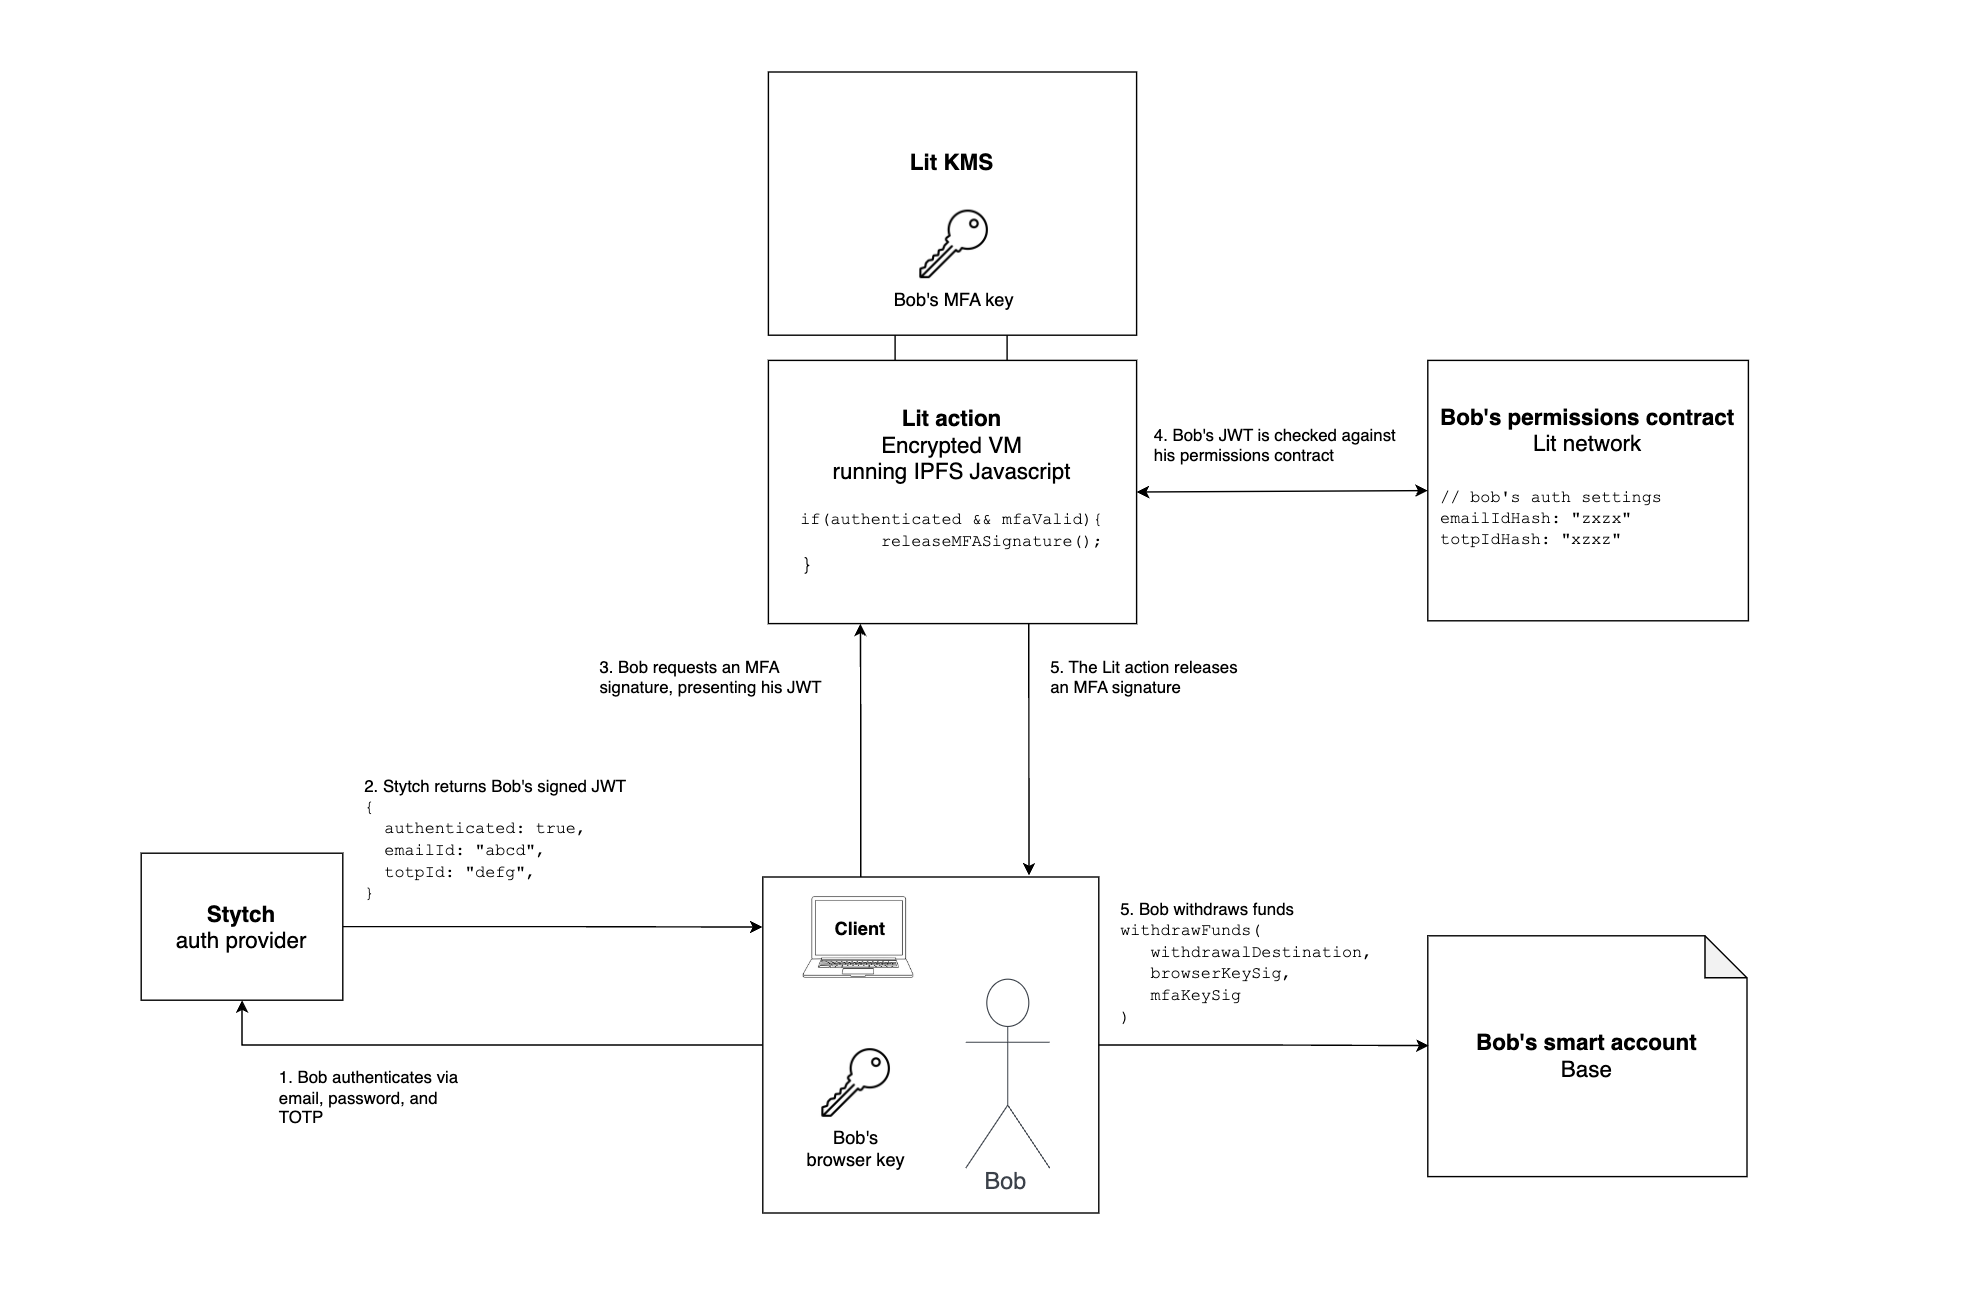 Lit KMS
Bob's MFA key
Lit action
Encrypted VM
running IPFS Javascript
if(authenticated && mfaValid){
releaseMFASignature();
}
4. Bob's JWT is checked against
his permissions contract
Bob's permissions contract
Lit network
// bob's auth settings
emailIdHash: "zxzx"
totpIdHash: "xzxz"
3. Bob requests an MFA
signature, presenting his JWT
5. The Lit action releases
an MFA signature
2. Stytch returns Bob's signed JWT
{
authenticated: true,
emailId: "abcd",
totpId: "defg",
}
Stytch
auth provider
1. Bob authenticates via
email, password, and
TOTP
Client
Bob's
browser key
Bob
5. Bob withdraws funds
withdrawFunds(
withdrawalDestination,
browserKeySig,
mfaKeySig
)
Bob's smart account
Base